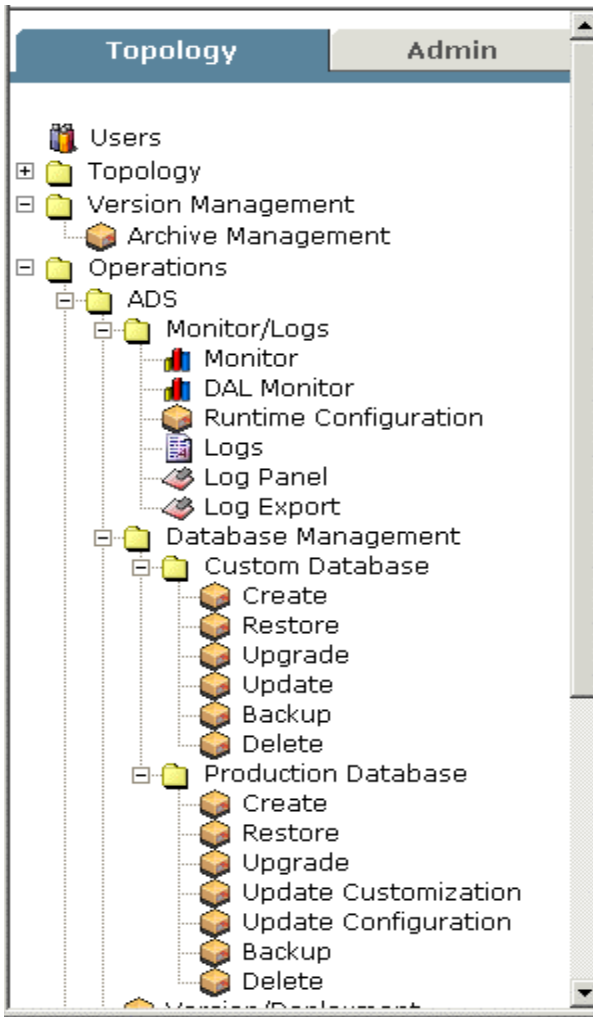 Topology Admin
Users
Topology
Version Management
Archive Management
Operations
ADS
Monitor/Logs
Monitor
DAL Monitor
Runtime Configuration
Logs
Log Panel
Log Export
Database Management
Custom Database
Create
Restore
Upgrade
Update
Backup
Delete
Production Database
Create
Restore
Upgrade
Update Customization
Update Configuration
Backup
Delete
Version/Deployment